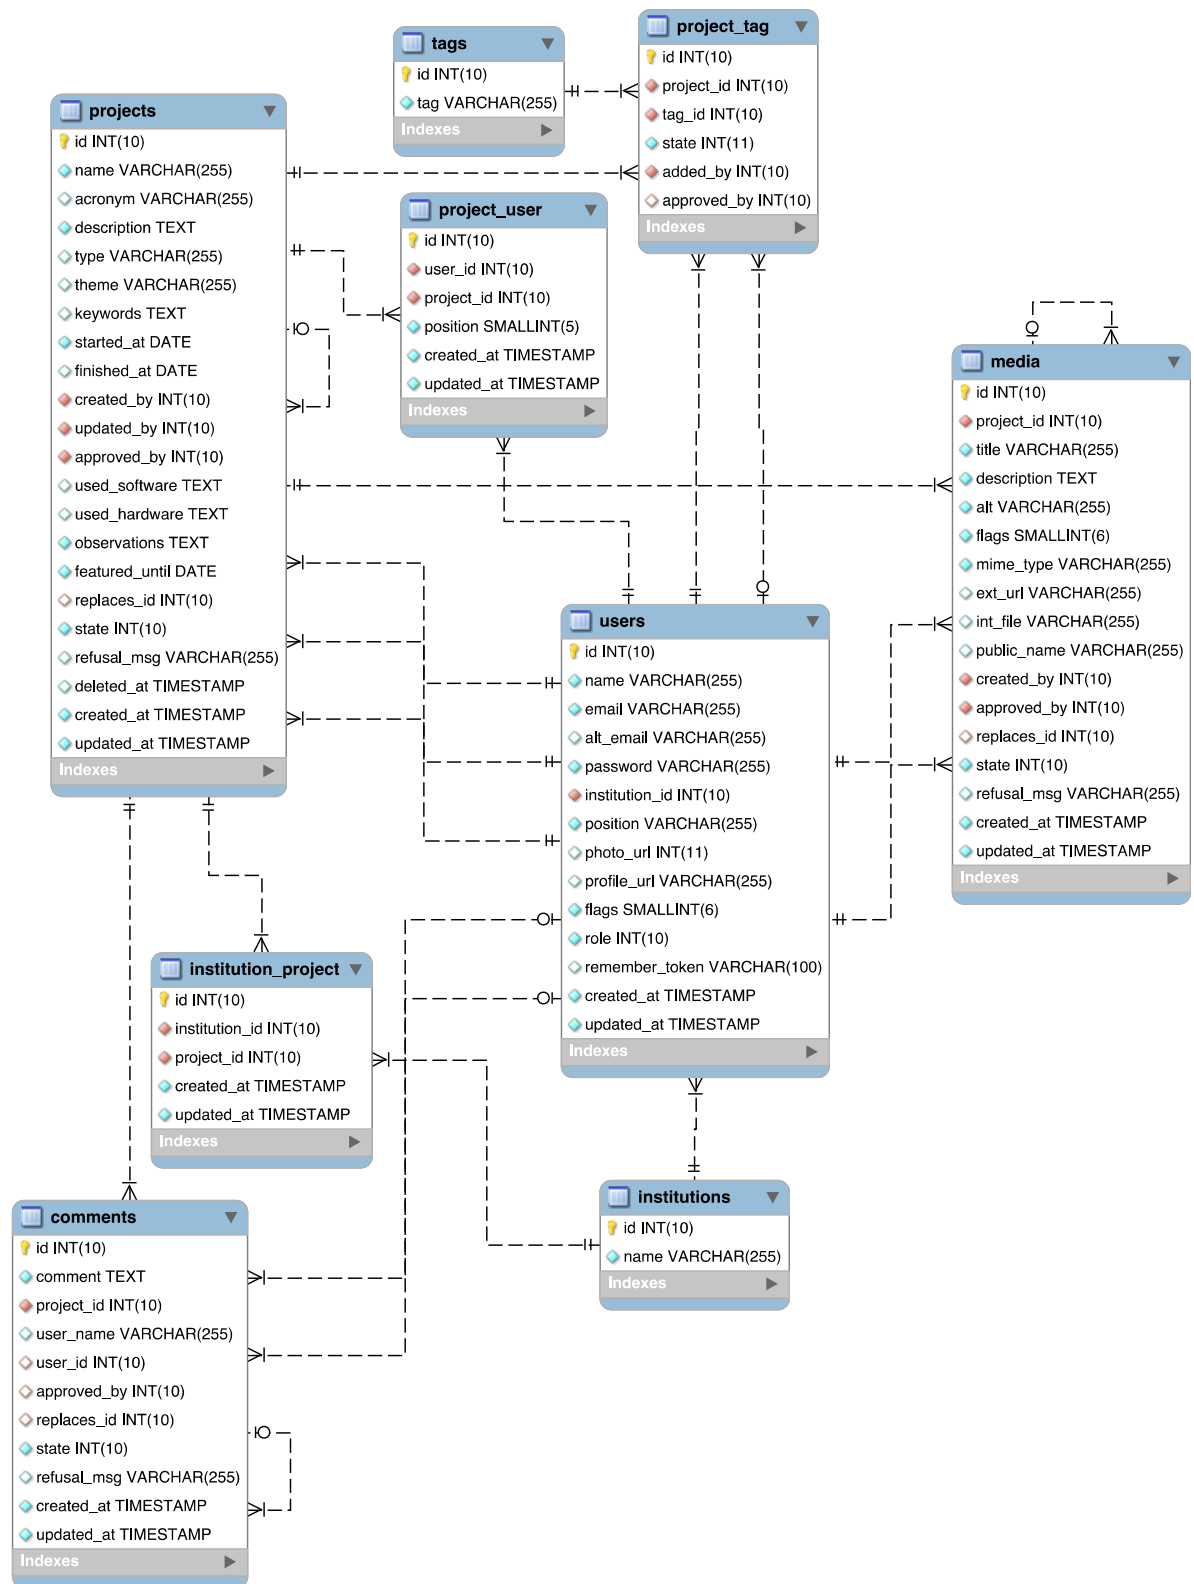 tags
id INT(10)
tag VARCHAR(255)
Indexes
project_tag
id INT(10)
project_id INT(10)
tag_id INT(10)
state INT(11)
added_by INT(10)
approved_by INT(10)
Indexes
projects
id INT(10)
name VARCHAR(255)
acronym VARCHAR(255)
description TEXT
type VARCHAR(255)
theme VARCHAR(255)
keywords TEXT
started_at DATE
finished_at DATE
created_by INT(10)
updated_by INT(10)
approved_by INT(10)
used_software TEXT
used_hardware TEXT
observations TEXT
featured_until DATE
replaces_id INT(10)
state INT(10)
refusal_msg VARCHAR(255)
deleted_at TIMESTAMP
created_at TIMESTAMP
updated_at TIMESTAMP
Indexes
project_user
id INT(10)
user_id INT(10)
project_id INT(10)
position SMALLINT(5)
created_at TIMESTAMP
updated_at TIMESTAMP
Indexes
media
id INT(10)
project_id INT(10)
title VARCHAR(255)
description TEXT
alt VARCHAR(255)
flags SMALLINT(6)
mime_type VARCHAR(255)
ext_url VARCHAR(255)
int_file VARCHAR(255)
public_name VARCHAR(255)
created_by INT(10)
approved_by INT(10)
replaces_id INT(10)
state INT(10)
refusal_msg VARCHAR(255)
created_at TIMESTAMP
updated_at TIMESTAMP
Indexes
users
id INT(10)
name VARCHAR(255)
email VARCHAR(255)
alt_email VARCHAR(255)
password VARCHAR(255)
institution_id INT(10)
position VARCHAR(255)
photo_url INT(11)
profile_url VARCHAR(255)
flags SMALLINT(6)
role INT(10)
remember_token VARCHAR(100)
created_at TIMESTAMP
updated_at TIMESTAMP
Indexes
institution_project
id INT(10)
institution_id INT(10)
project_id INT(10)
created_at TIMESTAMP
updated_at TIMESTAMP
Indexes
institutions
id INT(10)
name VARCHAR(255)
Indexes
comments
id INT(10)
comment TEXT
project_id INT(10)
user_name VARCHAR(255)
user_id INT(10)
approved_by INT(10)
replaces_id INT(10)
state INT(10)
refusal_msg VARCHAR(255)
created_at TIMESTAMP
updated_at TIMESTAMP
Indexes